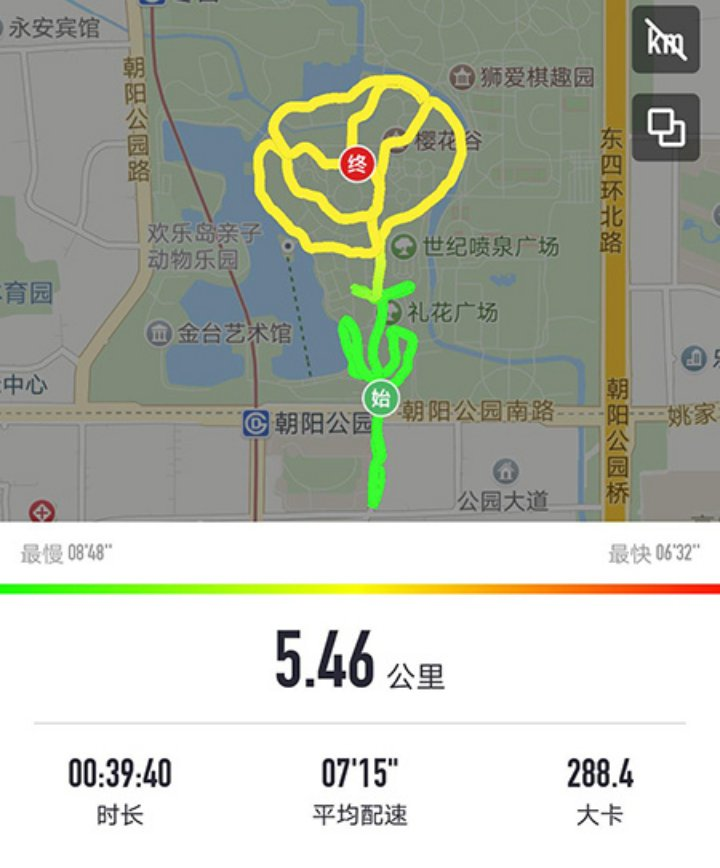 永安宾馆
朝阳公园路
km
狮爱棋趣园
樱花谷
终
东四环北路
欢乐岛亲子
动物乐园
世纪喷泉广场
体育园
礼花广场
金台艺术馆
中心
始
朝阳公园
朝阳公园南路
朝阳公园桥
姚家
公园大道
最慢 08'48"
最快 06'32"
5.46 公里
00:39:40
07'15"
288.4
时长
平均配速
大卡